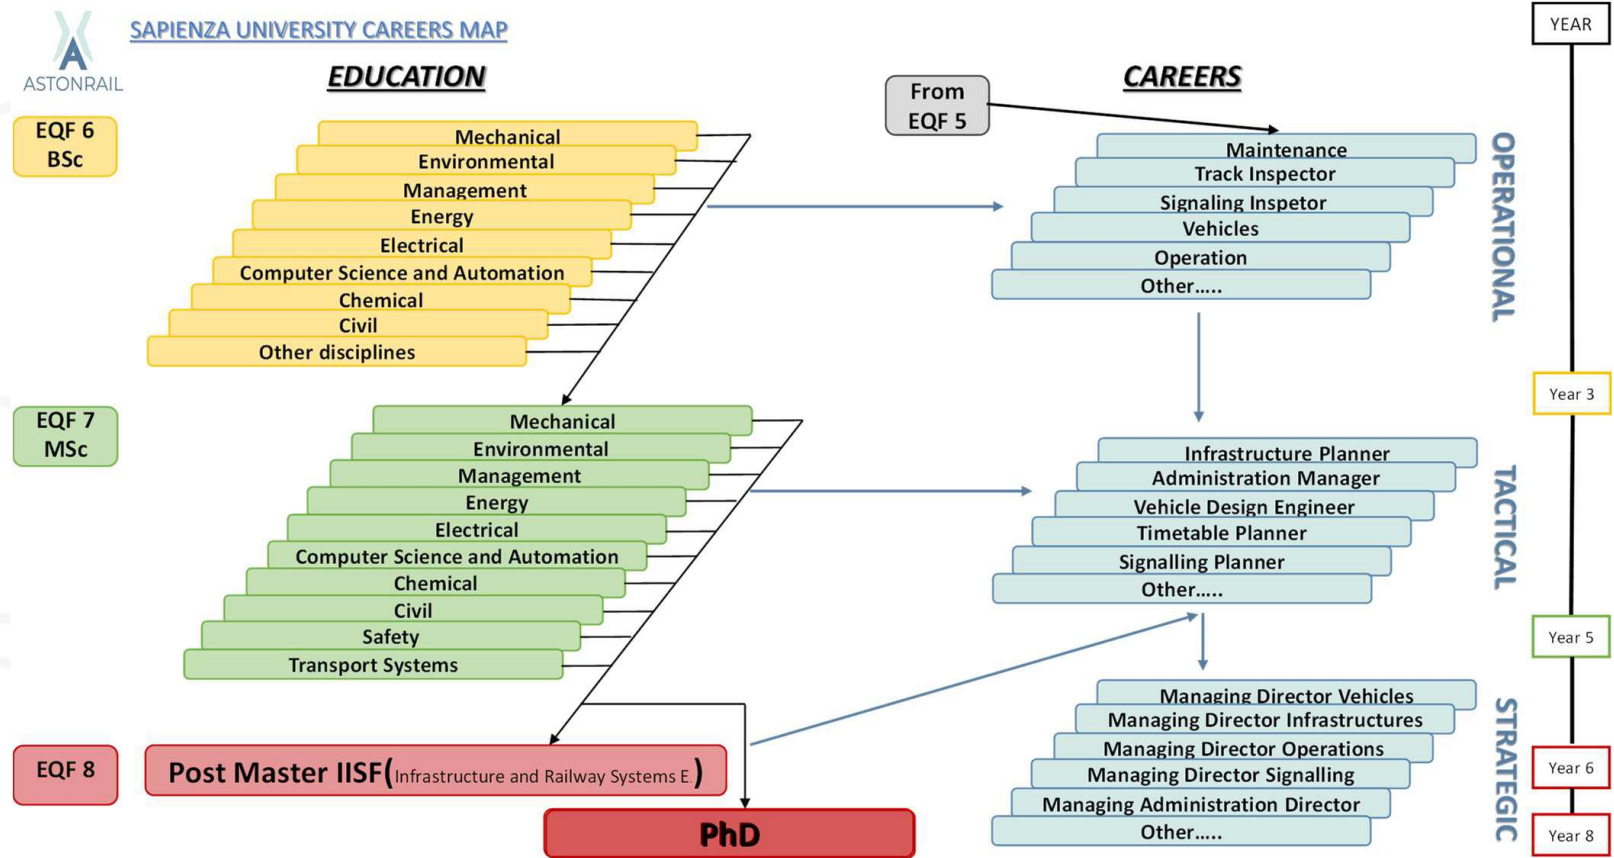 SAPIENZA UNIVERSITY CAREERS MAP
YEAR
ASTONRAIL
EDUCATION
CAREERS
From
EQF 5
EQF 6
BSc
Mechanical
Environmental
Management
Energy
Electrical
Computer Science and Automation
Chemical
Civil
Other disciplines
Maintenance
Track Inspector
Signaling Inspetor
Vehicles
Operation
Other.....
OPERATIONAL
Year 3
EQF 7
MSc
Mechanical
Environmental
Management
Energy
Electrical
Computer Science and Automation
Chemical
Civil
Safety
Transport Systems
Infrastructure Planner
Administration Manager
Vehicle Design Engineer
Timetable Planner
Signalling Planner
Other.....
TACTICAL
Year 5
EQF 8
Post Master IISF(Infrastructure and Railway Systems E.)
PhD
Managing Director Vehicles
Managing Director Infrastructures
Managing Director Operations
Managing Director Signalling
Managing Administration Director
Other.....
STRATEGIC
Year 6
Year 8